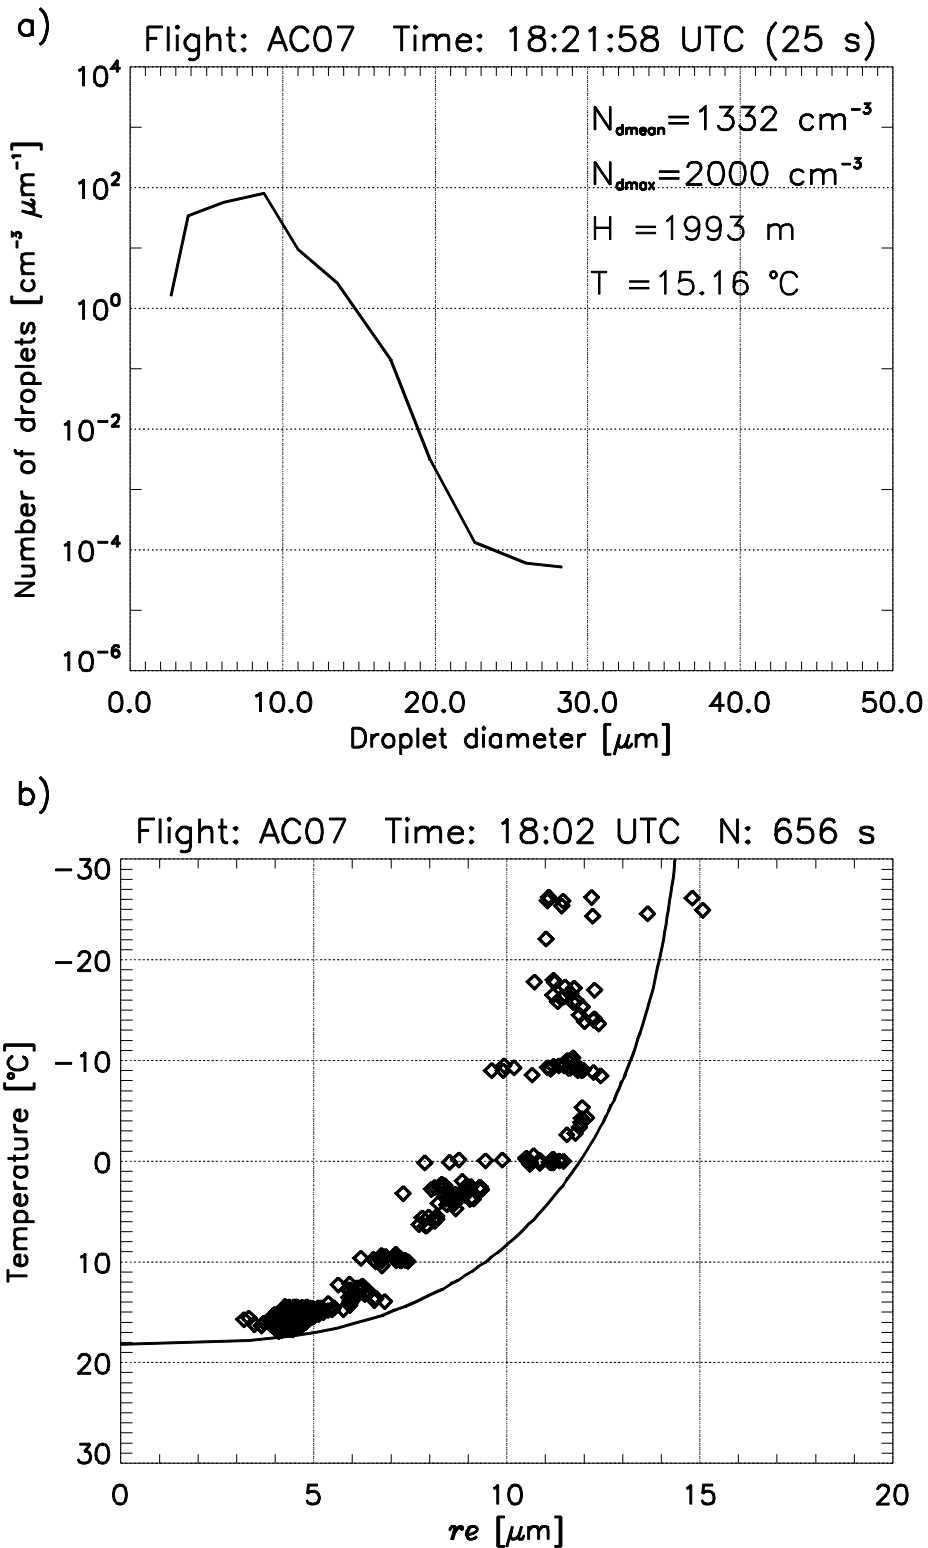 a)
Flight: AC07 Time: 18:21:58 UTC (25 s)
10⁴
10²
10⁰
10⁻²
10⁻⁴
10⁻⁶
Number of droplets [cm⁻³ μm⁻¹]
N_dmean=1332 cm⁻³
N_dmax=2000 cm⁻³
H =1993 m
T =15.16 °C
0.0 10.0 20.0 30.0 40.0 50.0
Droplet diameter [μm]
b)
Flight: AC07 Time: 18:02 UTC N: 656 s
−30
−20
−10
0
10
20
30
Temperature [°C]
0 5 10 15 20
re [μm]